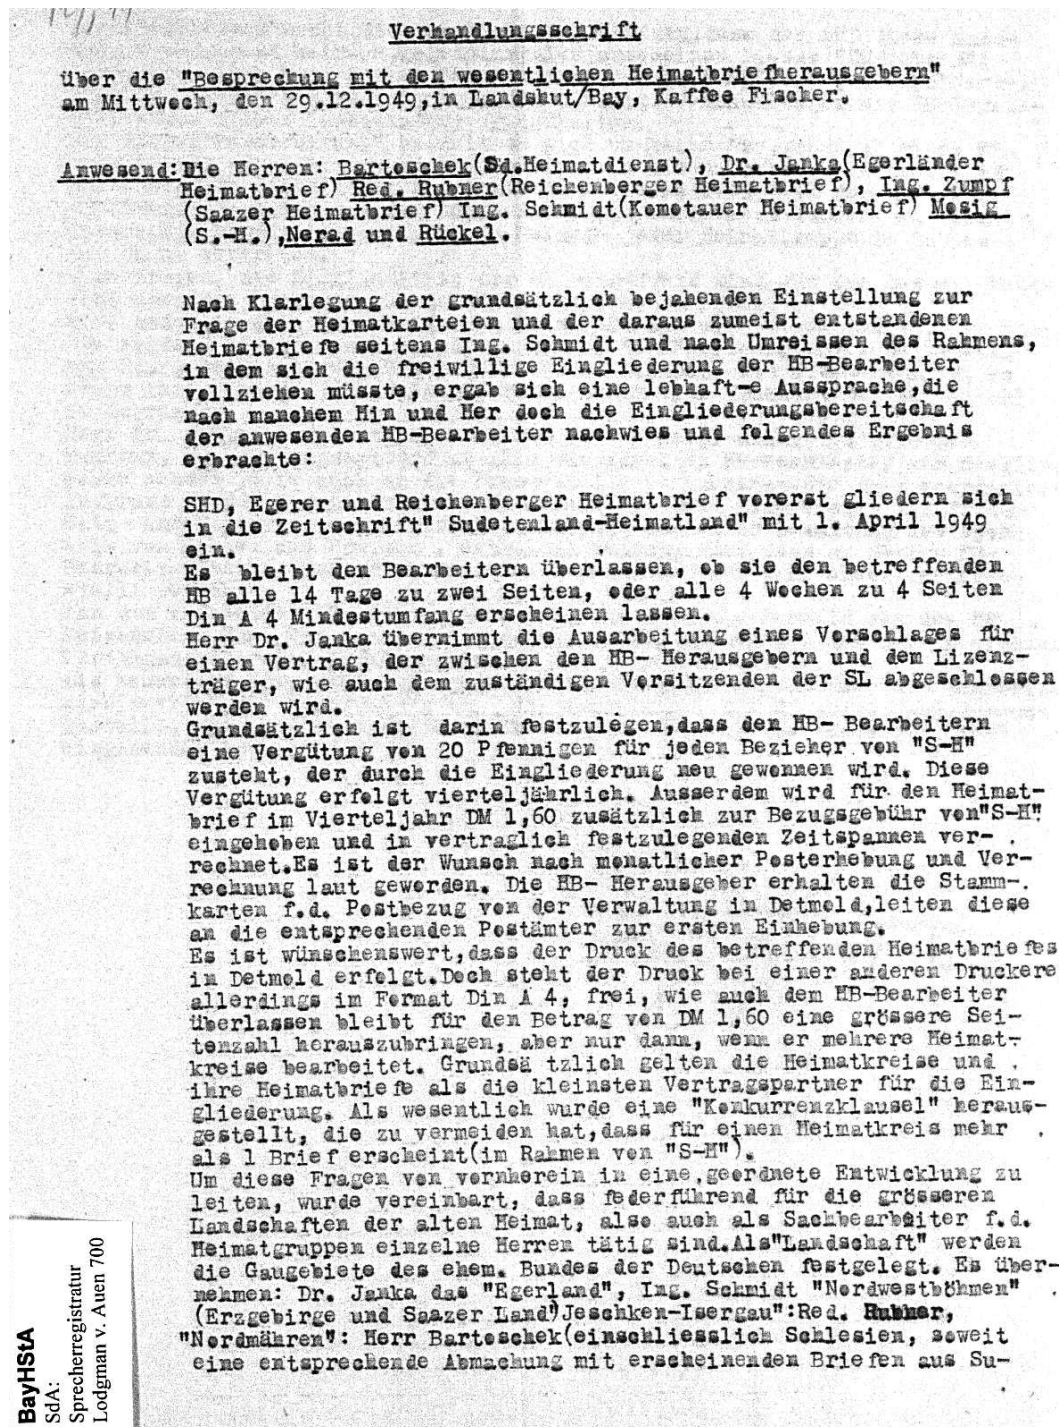 Verhandlungsschrift
über die "Besprechung mit den wesentlichen Heimatbriefherausgebern"
am Mittwoch, den 29.12.1949,in Landshut/Bay, Kaffee Fischer.
Anwesend:Die Herren: Bartoschek(Sd.Heimatdienst), Dr. Janka(Egerländer
Heimatbrief) Red. Rubner(Reichenberger Heimatbrief), Ing. Zumpf
(Saazer Heimatbrief) Ing. Schmidt(Komotauer Heimatbrief) Mosig
(S.-H.),Nerad und Rückel.
Nach Klarlegung der grundsätzlich bejahenden Einstellung zur
Frage der Heimatkarteien und der daraus zumeist entstandenen
Heimatbriefe seitens Ing. Schmidt und nach Umreissen des Rahmens,
in dem sich die freiwillige Eingliederung der HB-Bearbeiter
vollziehen müsste, ergab sich eine lebhaft-e Aussprache,die
nach manchem Hin und Her doch die Eingliederungsbereitschaft
der anwesenden HB-Bearbeiter nachwies und folgendes Ergebnis
erbrachte:
SHD, Egerer und Reichenberger Heimatbrief vorerst gliedern sich
in die Zeitschrift" Sudetenland-Heimatland" mit 1. April 1949
ein.
Es bleibt den Bearbeitern überlassen, ob sie den betreffenden
HB alle 14 Tage zu zwei Seiten, oder alle 4 Wochen zu 4 Seiten
Din A 4 Mindestumfang erscheinen lassen.
Herr Dr. Janka übernimmt die Ausarbeitung eines Vorschlages für
einen Vertrag, der zwischen den HB- Herausgebern und dem Lizenz-
träger, wie auch dem zuständigen Vorsitzenden der SL abgeschlossen
werden wird.
Grundsätzlich ist darin festzulegen,dass den HB- Bearbeitern
eine Vergütung von 20 Pfennigen für jeden Bezieher von "S-H"
zusteht, der durch die Eingliederung neu gewonnen wird. Diese
Vergütung erfolgt vierteljährlich. Ausserdem wird für den Heimat-
brief im Vierteljahr DM 1,60 zusätzlich zur Bezugsgebühr von"S-H"
eingehoben und in vertraglich festzulegenden Zeitspannen ver-
rechnet.Es ist der Wunsch nach monatlicher Posterhebung und Ver-
rechnung laut geworden. Die HB- Herausgeber erhalten die Stamm-
karten f.d. Postbezug von der Verwaltung in Detmold,leiten diese
an die entsprechenden Postämter zur ersten Einhebung.
Es ist wünschenswert,dass der Druck des betreffenden Heimatbriefes
in Detmold erfolgt.Doch steht der Druck bei einer anderen Druckere
allerdings im Format Din A 4, frei, wie auch dem HB-Bearbeiter
überlassen bleibt für den Betrag von DM 1,60 eine grössere Sei-
tenzahl herauszubringen, aber nur dann, wenn er mehrere Heimat-
kreise bearbeitet. Grundsä tzlich gelten die Heimatkreise und
ihre Heimatbriefe als die kleinsten Vertragspartner für die Ein-
gliederung. Als wesentlich wurde eine "Konkurrenzklausel" heraus-
gestellt, die zu vermeiden hat,dass für einen Heimatkreis mehr
als 1 Brief erscheint(im Rahmen von "S-H").
Um diese Fragen von vornherein in eine geordnete Entwicklung zu
leiten, wurde vereinbart, dass federführend für die grösseren
Landschaften der alten Heimat, also auch als Sachbearbeiter f.d.
Heimatgruppen einzelne Herren tätig sind.Als"Landschaft" werden
die Gaugebiete des ehem. Bundes der Deutschen festgelegt. Es über-
nehmen: Dr. Janka das "Egerland", Ing. Schmidt "Nordwestböhmen"
(Erzgebirge und Saazer Land)"Jeschken-Isergau":Red. Rubner,
"Nordmähren": Herr Bartoschek(einschliesslich Schlesien, soweit
eine entsprechende Abmachung mit erscheinenden Briefen aus Su-
BayHStA
SdA:
Sprecherregistratur
Lodgman v. Auen 700